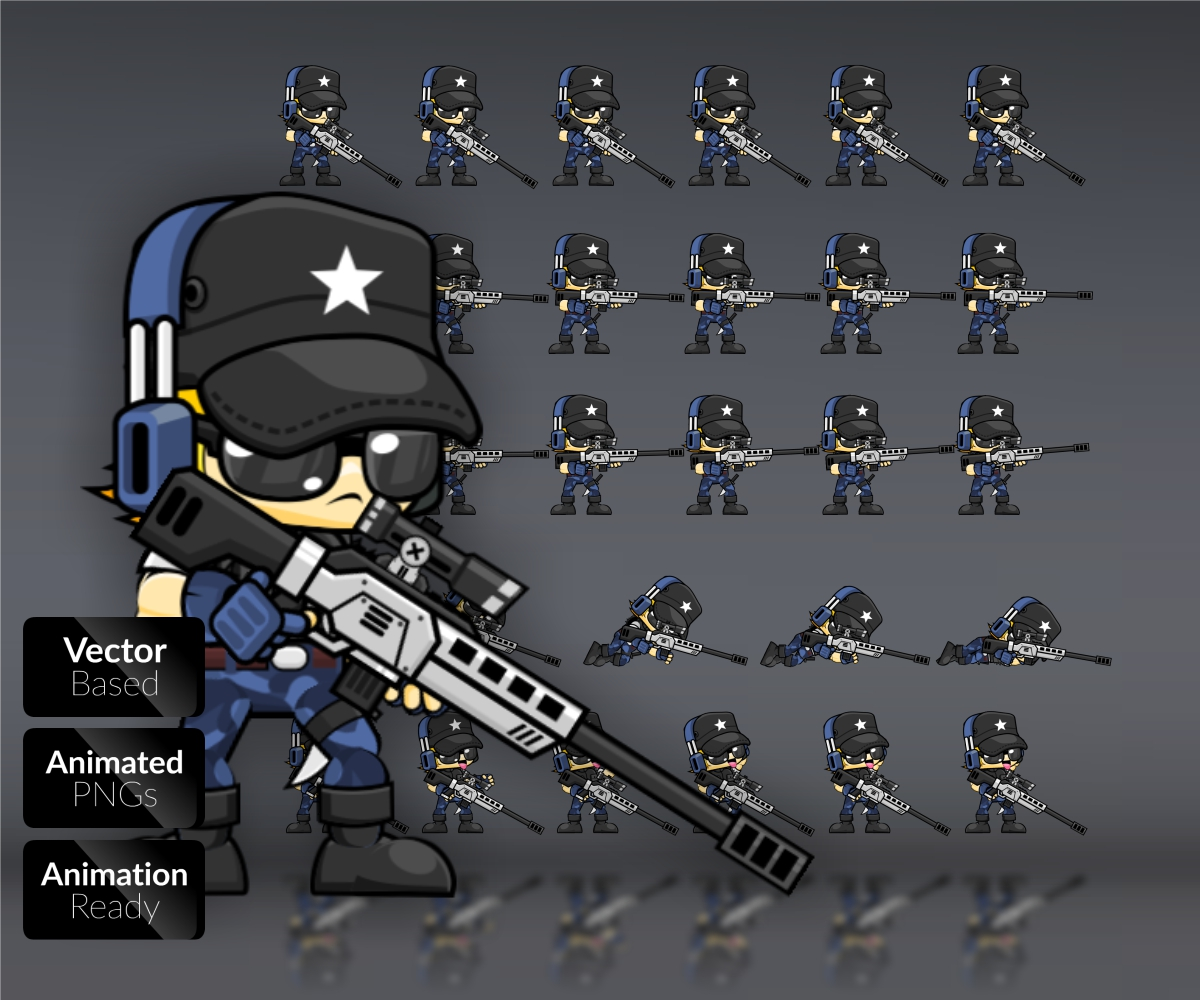 Vector
Based
Animated
PNGs
Animation
Ready